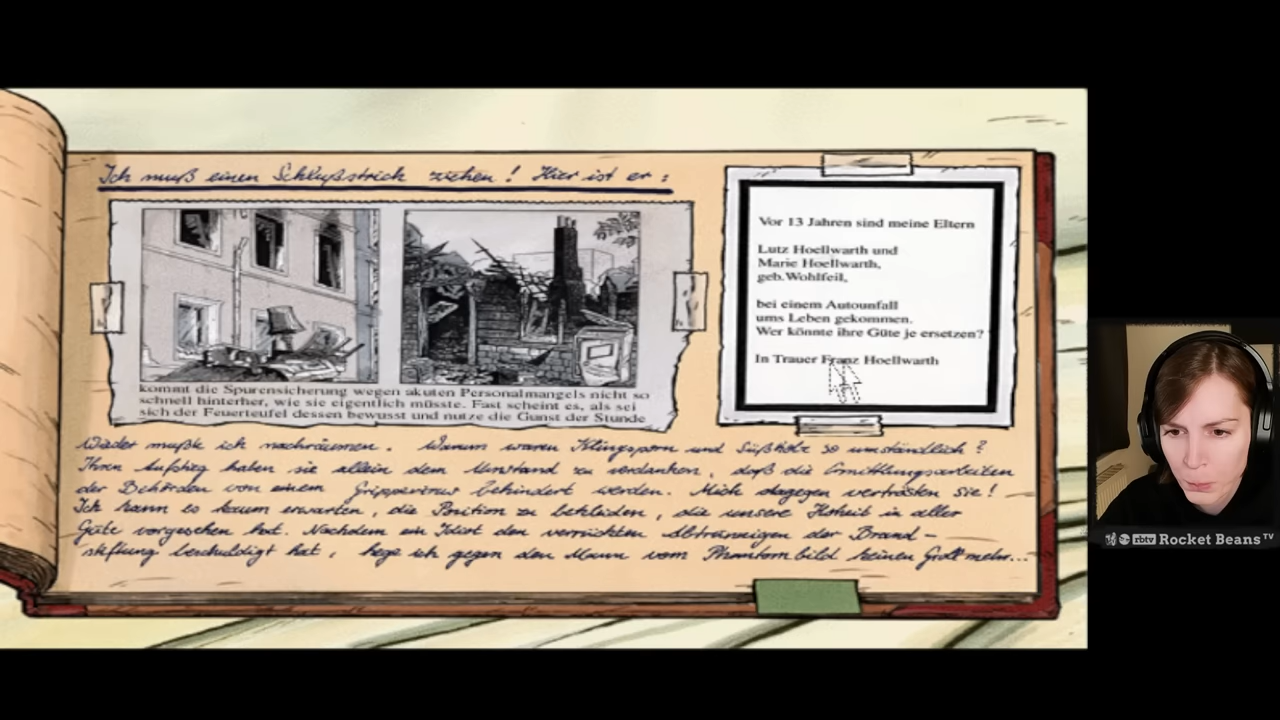 Ich muß einen Schlußstrich ziehen! Hier ist er:
kommt die Spurensicherung wegen akuten Personalmangels nicht so
schnell hinterher, wie sie eigentlich müsste. Fast scheint es, als sei
sich der Feuerteufel dessen bewusst und nutze die Gunst der Stunde
Vor 13 Jahren sind meine Eltern
Lutz Hoellwarth und
Marie Hoellwarth,
geb.Wohlfeil,
bei einem Autounfall
ums Leben gekommen.
Wer könnte ihre Güte je ersetzen?
In Trauer Franz Hoellwarth
Wieder mußte ich nachräumen. Warum waren Klingsporn und Süßholz so umständlich?
Ihren Aufstieg haben sie allein dem Umstand zu verdanken, daß die Ermittlungsarbeiten
der Behörden von einem Grippevirus behindert werden. Mich dagegen vertrösten sie!
Ich kann es kaum erwarten, die Position zu bekleiden, die unsere Hoheit in aller
Güte vorgesehen hat. Nachdem ein Idiot den verrückten Abtrünnigen der Brand-
stiftung beschuldigt hat, hege ich gegen den Mann vom Phantombild keinen Groll mehr...
rbtv Rocket Beans TV